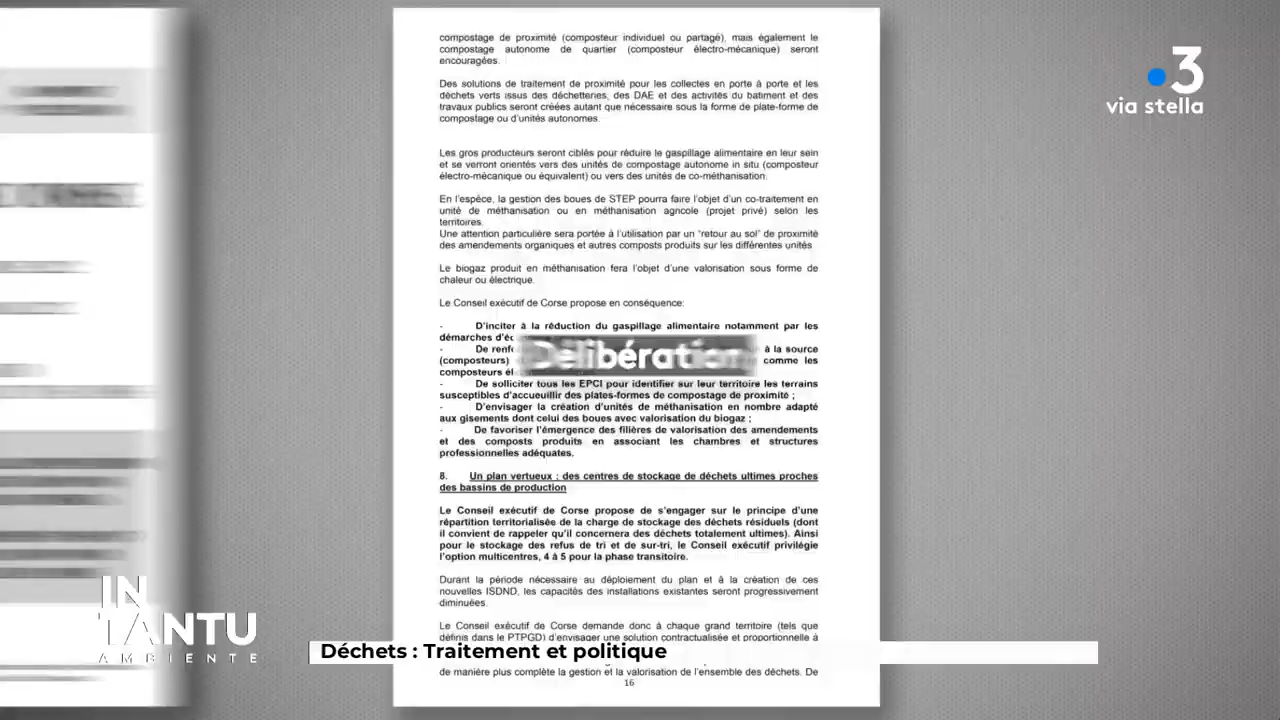 compostage de proximité (composteur individuel ou partagé), mais également le
compostage autonome de quartier (composteur électro-mécanique) seront
encouragées.
Des solutions de traitement de proximité pour les collectes en porte à porte et les
déchets verts issus des déchetteries, des DAE et des activités du batiment et des
travaux publics seront créées autant que nécessaire sous la forme de plate-forme de
compostage ou d'unités autonomes.
Les gros producteurs seront ciblés pour réduire le gaspillage alimentaire en leur sein
et se verront orientés vers des unités de compostage autonome in situ (composteur
électro-mécanique ou équivalent) ou vers des unités de co-méthanisation.
En l'espèce, la gestion des boues de STEP pourra faire l'objet d'un co-traitement en
unité de méthanisation ou en méthanisation agricole (projet privé) selon les
territoires.
Une attention particulière sera portée à l'utilisation par un "retour au sol" de proximité
des amendements organiques et autres composts produits sur les différentes unités
Le biogaz produit en méthanisation fera l'objet d'une valorisation sous forme de
chaleur ou électrique.
Le Conseil exécutif de Corse propose en conséquence:
- D'inciter à la réduction du gaspillage alimentaire notamment par les
démarches
- De à la source
(composteurs) comme les
composteurs
- De solliciter tous les EPCI pour identifier sur leur territoire les terrains
susceptibles d'accueuillir des plates-formes de compostage de proximité ;
- D'envisager la création d'unités de méthanisation en nombre adapté
aux gisements dont celui des boues avec valorisation du biogaz ;
- De favoriser l'émergence des filières de valorisation des amendements
et des composts produits en associant les chambres et structures
professionnelles adéquates.
8. Un plan vertueux : des centres de stockage de déchets ultimes proches
des bassins de production
Le Conseil exécutif de Corse propose de s'engager sur le principe d'une
répartition territorialisée de la charge de stockage des déchets résiduels (dont
il convient de rappeler qu'il concernera des déchets totalement ultimes). Ainsi
pour le stockage des refus de tri et de sur-tri, le Conseil exécutif privilégie
l'option multicentres, 4 à 5 pour la phase transitoire.
Durant la période nécessaire au déploiement du plan et à la création de ces
nouvelles ISDND, les capacités des installations existantes seront progressivement
diminuées.
Le Conseil exécutif de Corse demande donc à chaque grand territoire (tels que
définis dans le PTPGD) d'envisager une solution contractualisée et proportionnelle à
de manière plus complète la gestion et la valorisation de l'ensemble des déchets. De
16
Délibération
3
via stella
IN
TANTU
AMBIENTE
Déchets : Traitement et politique